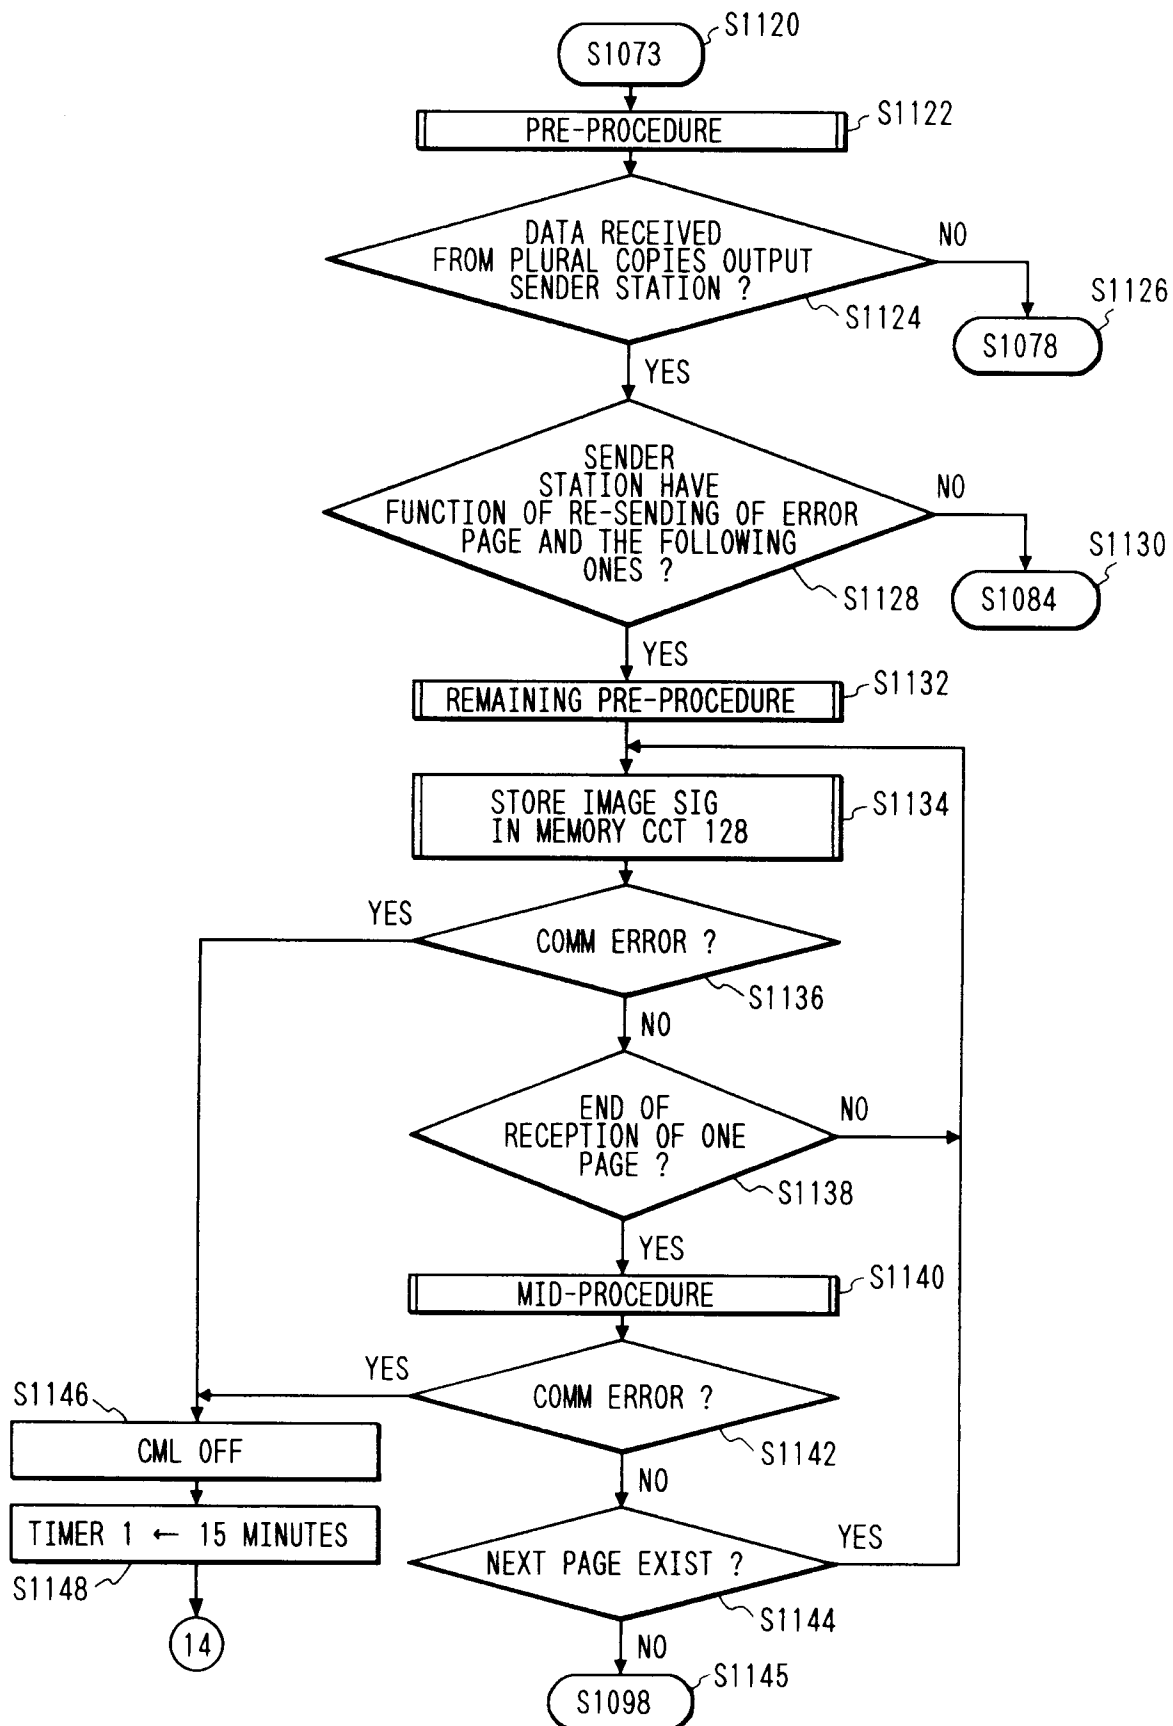 S1120
S1073
S1122
PRE-PROCEDURE
DATA RECEIVED
FROM PLURAL COPIES OUTPUT
SENDER STATION ?
NO
S1124
S1126
S1078
YES
SENDER
STATION HAVE
FUNCTION OF RE-SENDING OF ERROR
PAGE AND THE FOLLOWING
ONES ?
NO
S1128
S1130
S1084
YES
S1132
REMAINING PRE-PROCEDURE
STORE IMAGE SIG
IN MEMORY CCT 128
S1134
YES
COMM ERROR ?
S1136
NO
END OF
RECEPTION OF ONE
PAGE ?
NO
S1138
YES
S1140
MID-PROCEDURE
YES
COMM ERROR ?
S1142
S1146
CML OFF
NO
TIMER 1 ← 15 MINUTES
S1148
NEXT PAGE EXIST ?
YES
S1144
14
NO
S1145
S1098